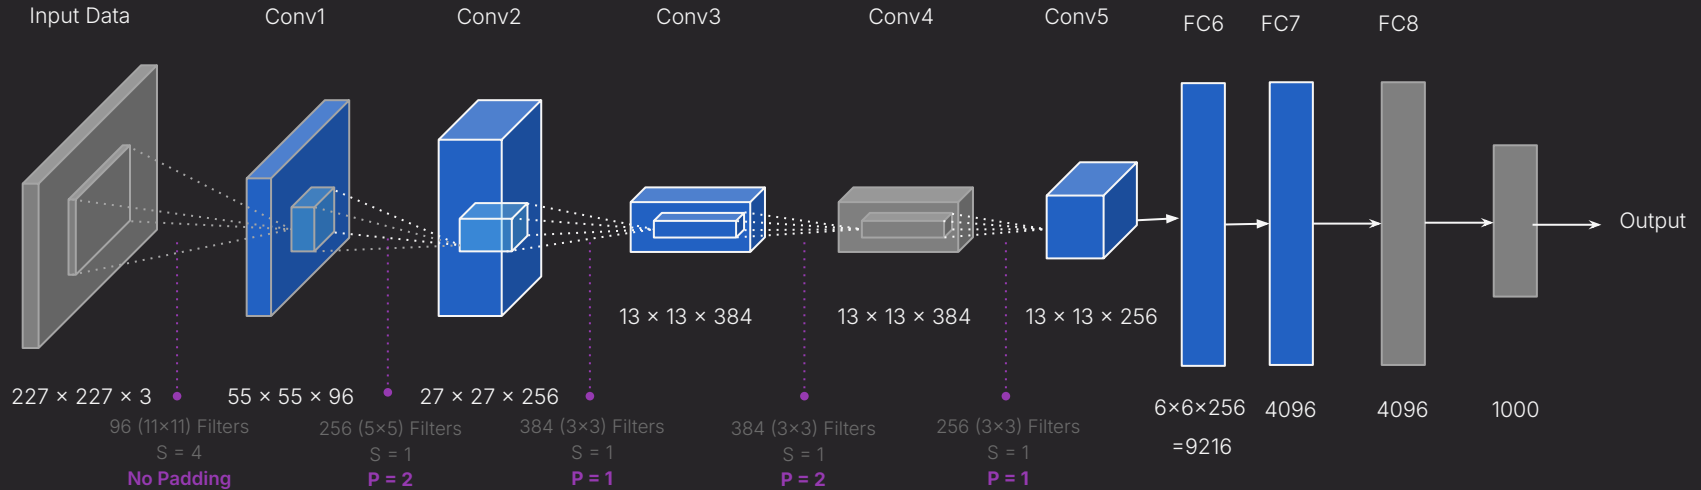 Input Data
Conv1
Conv2
Conv3
Conv4
Conv5
FC6
FC7
FC8
Output
13 × 13 × 384
13 × 13 × 384
13 × 13 × 256
227 × 227 × 3
55 × 55 × 96
27 × 27 × 256
6×6×256
=9216
4096
4096
1000
96 (11×11) Filters
S = 4
No Padding
256 (5×5) Filters
S = 1
P = 2
384 (3×3) Filters
S = 1
P = 1
384 (3×3) Filters
S = 1
P = 2
256 (3×3) Filters
S = 1
P = 1